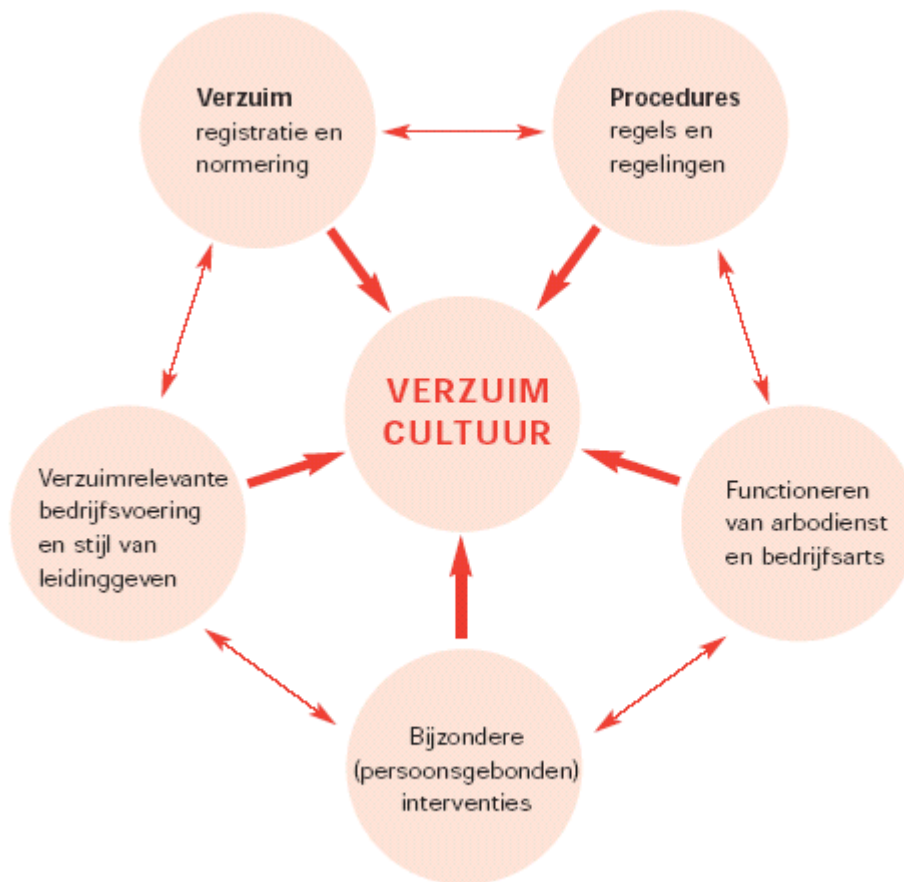 Verzuim
registratie en
normering
Procedures
regels en
regelingen
VERZUIM
CULTUUR
Verzuimrelevante
bedrijfsvoering
en stijl van
leidinggeven
Functioneren
van arbodienst
en bedrijfsarts
Bijzondere
(persoonsgebonden)
interventies